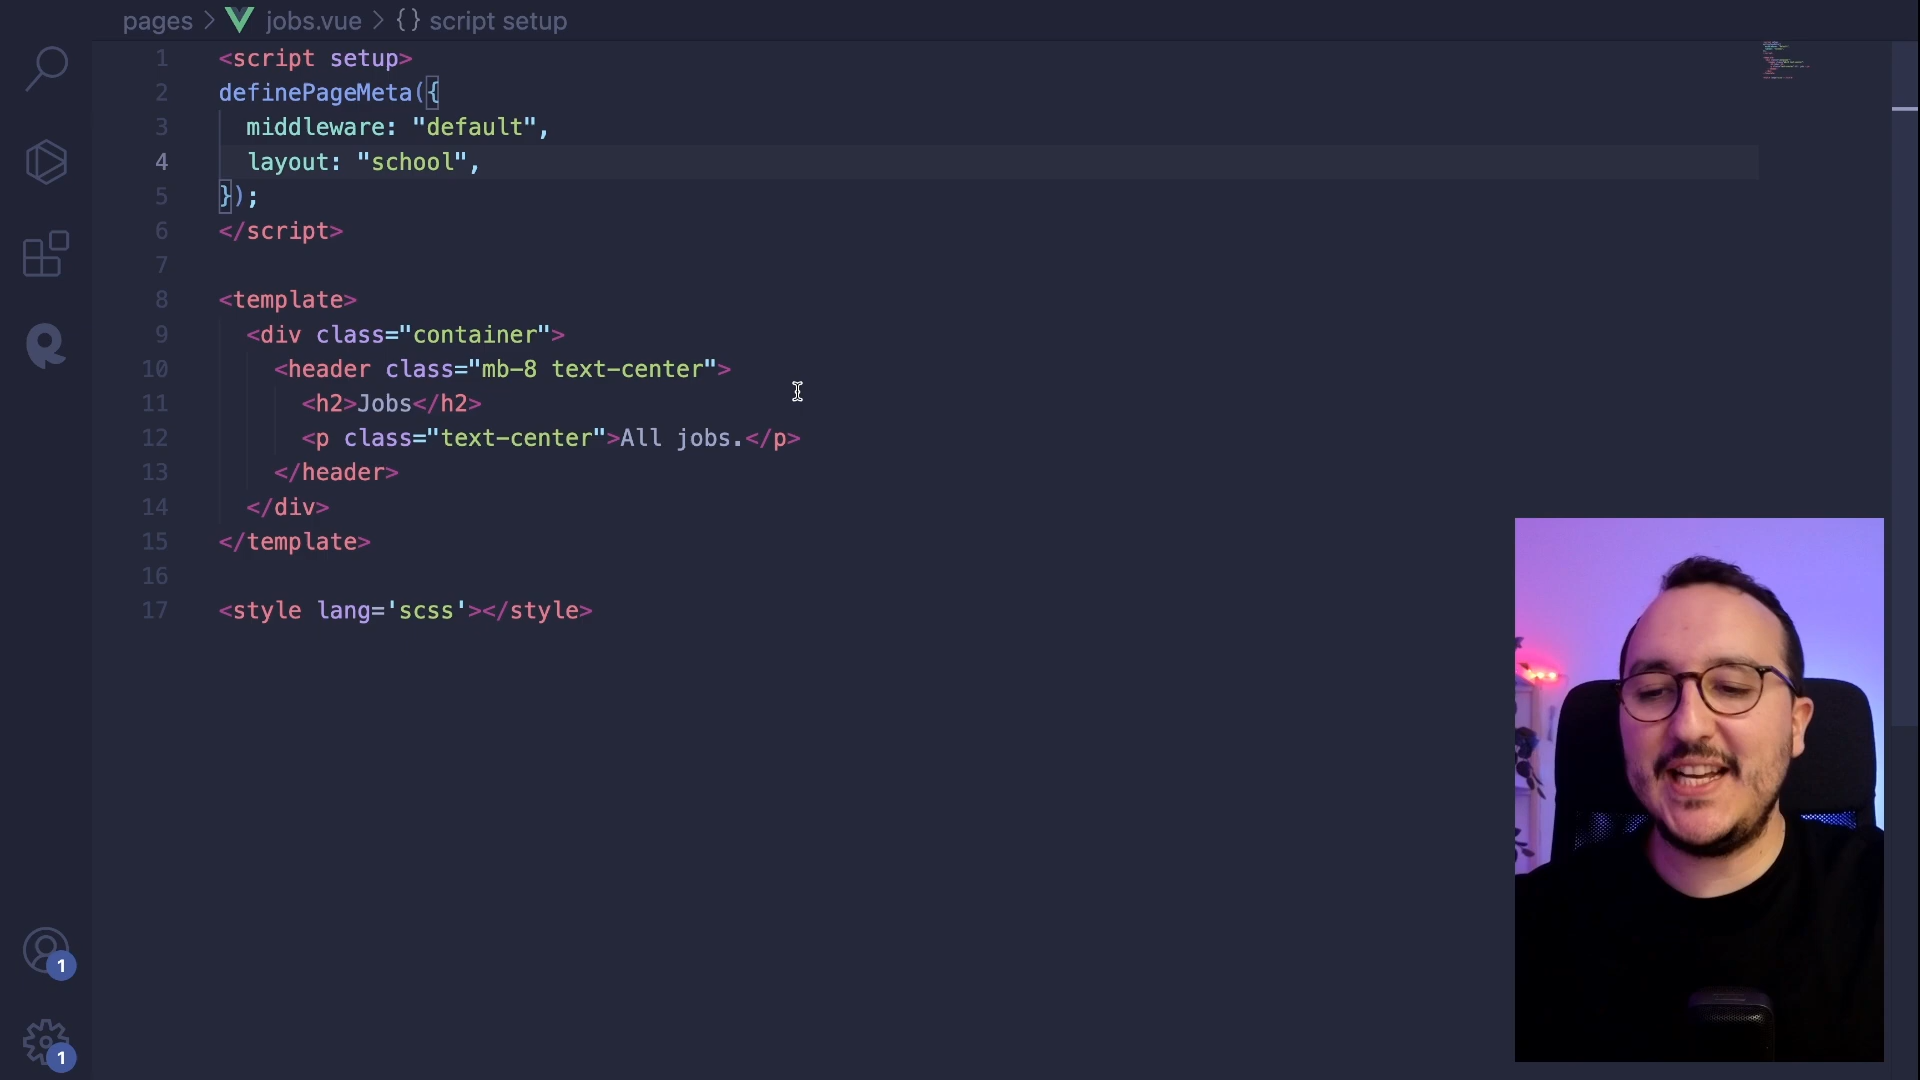 pages > jobs.vue > {} script setup
1 <script setup>
2 definePageMeta({
3 middleware: "default",
4 layout: "school",
5 });
6 </script>
7
8 <template>
9 <div class="container">
10 <header class="mb-8 text-center">
11 <h2>Jobs</h2>
12 <p class="text-center">All jobs.</p>
13 </header>
14 </div>
15 </template>
16
17 <style lang='scss'></style>
1
1